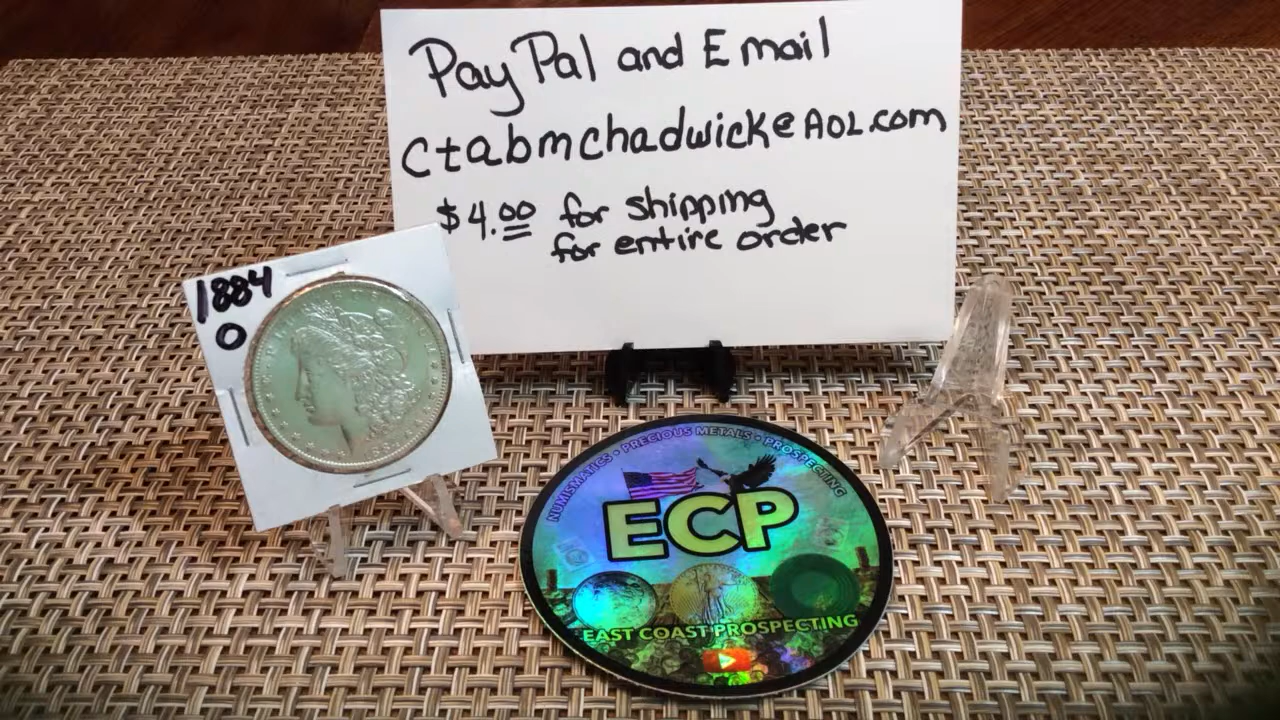 PayPal and Email
Ctabmchadwick@AOL.com
$4.00 for shipping
for entire order
1884
O
NUMISMATICS • PRECIOUS METALS • PROSPECTING
ECP
EAST COAST PROSPECTING